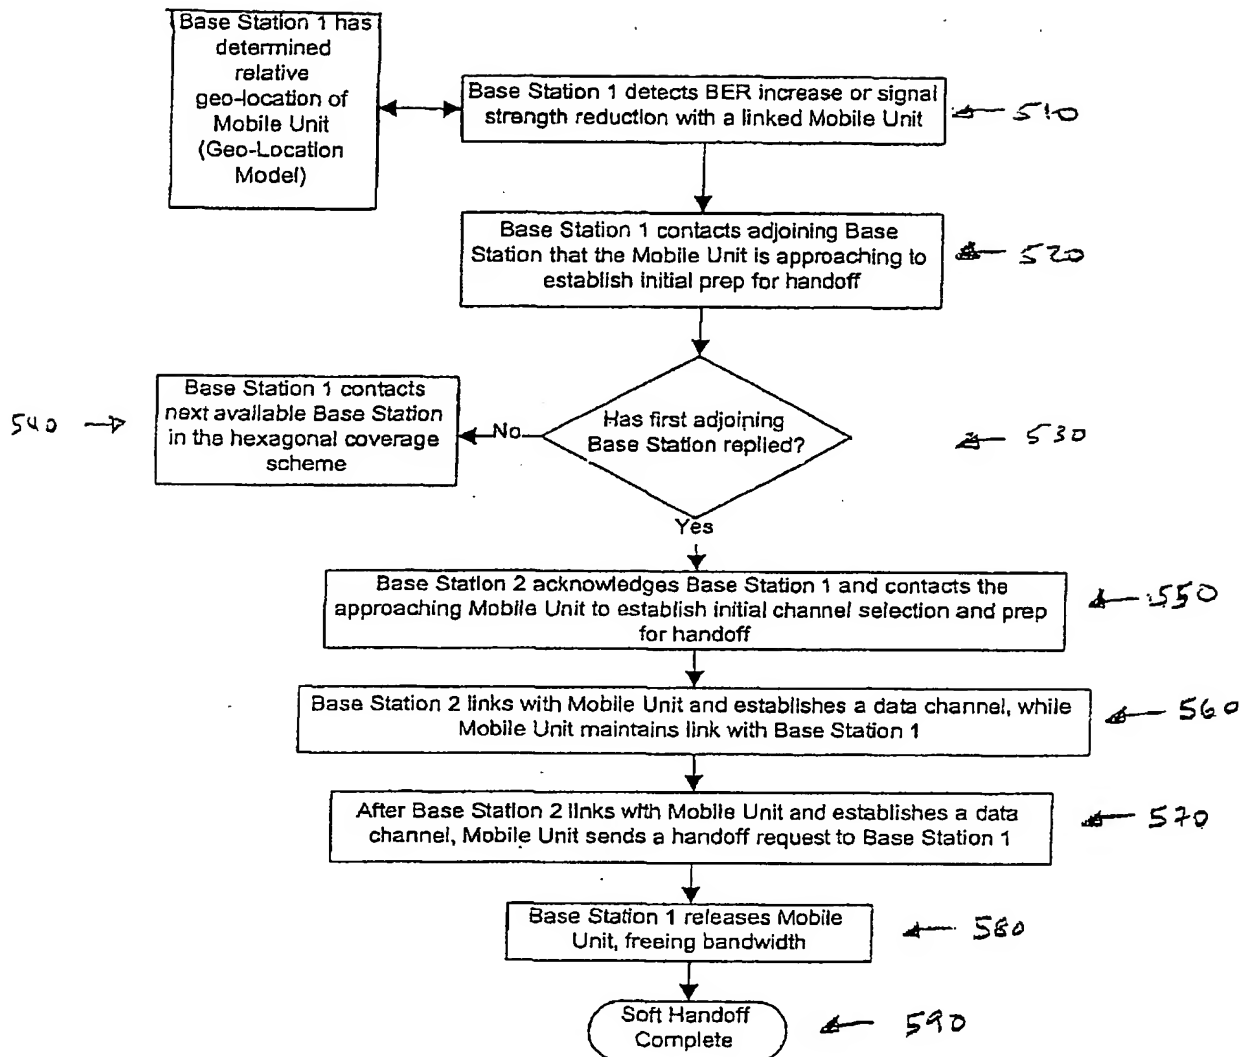 Base Station 1 has
determined
relative
geo-location of
Mobile Unit
(Geo-Location
Model)
Base Station 1 detects BER increase or signal
strength reduction with a linked Mobile Unit
510
Base Station 1 contacts adjoining Base
Station that the Mobile Unit is approaching to
establish initial prep for handoff
520
Base Station 1 contacts
next available Base Station
in the hexagonal coverage
scheme
540
No
Has first adjoining
Base Station replied?
530
Yes
Base Station 2 acknowledges Base Station 1 and contacts the
approaching Mobile Unit to establish initial channel selection and prep
for handoff
550
Base Station 2 links with Mobile Unit and establishes a data channel, while
Mobile Unit maintains link with Base Station 1
560
After Base Station 2 links with Mobile Unit and establishes a data
channel, Mobile Unit sends a handoff request to Base Station 1
570
Base Station 1 releases Mobile
Unit, freeing bandwidth
580
Soft Handoff
Complete
590